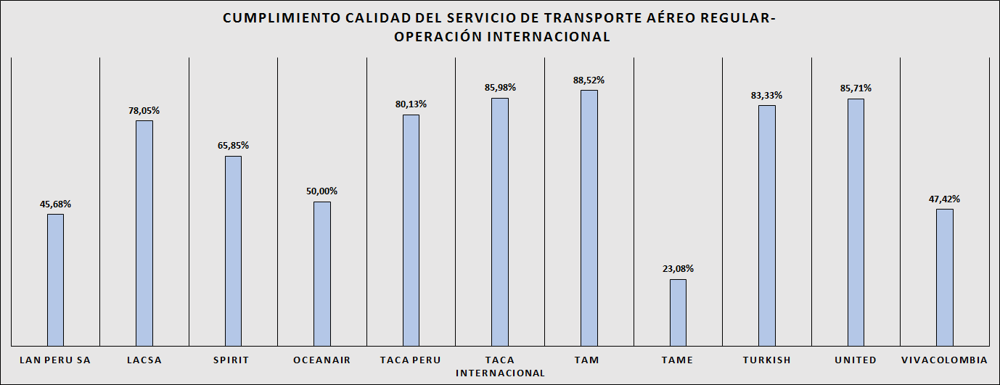 CUMPLIMIENTO CALIDAD DEL SERVICIO DE TRANSPORTE AÉREO REGULAR-
OPERACIÓN INTERNACIONAL
45,68%
78,05%
65,85%
50,00%
80,13%
85,98%
88,52%
23,08%
83,33%
85,71%
47,42%
LAN PERU SA
LACSA
SPIRIT
OCEANAIR
TACA PERU
TACA
INTERNACIONAL
TAM
TAME
TURKISH
UNITED
VIVACOLOMBIA